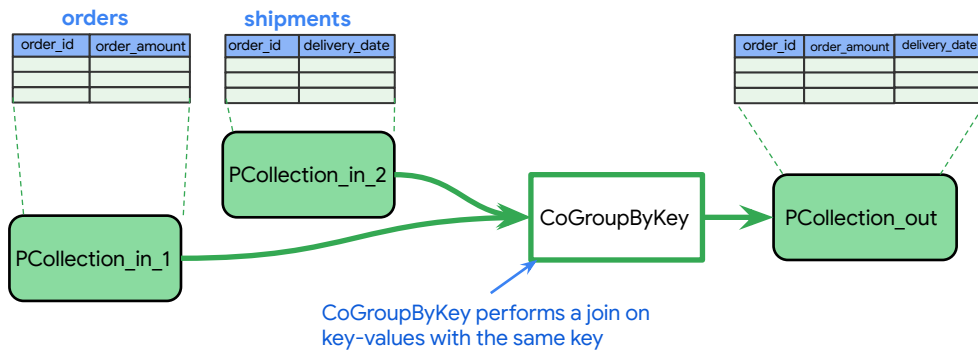 orders
order_id order_amount
shipments
order_id delivery_date
order_id order_amount delivery_date
PCollection_in_2
PCollection_in_1
CoGroupByKey
PCollection_out
CoGroupByKey performs a join on
key-values with the same key